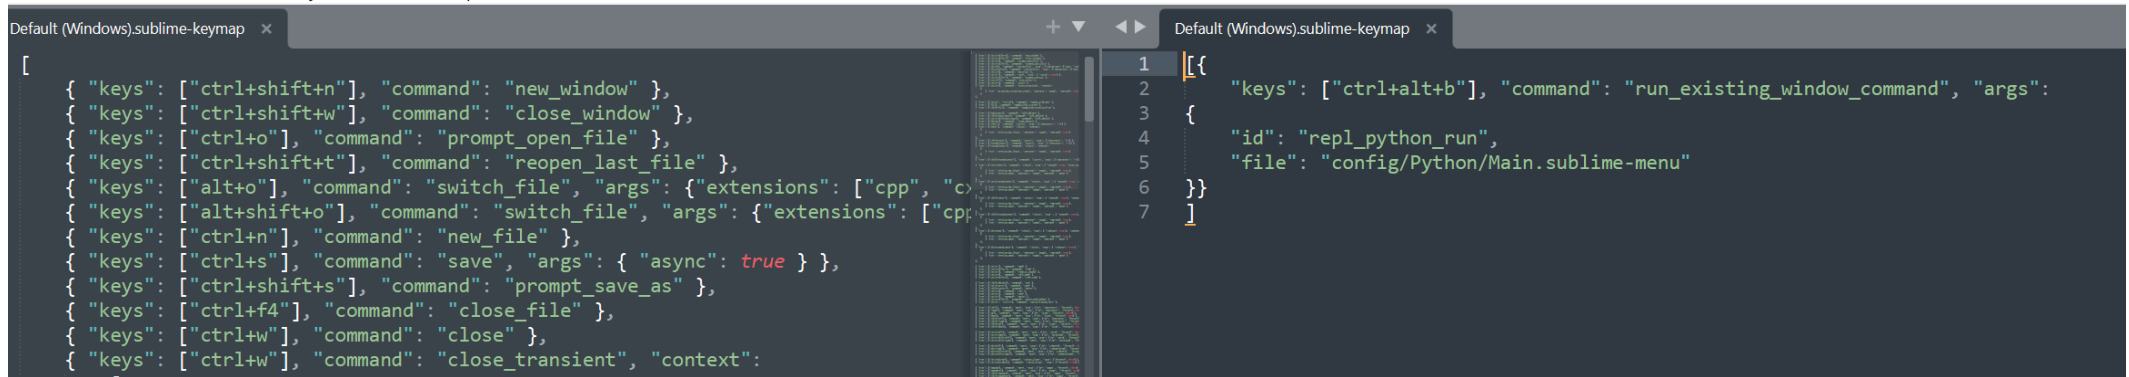 Default (Windows).sublime-keymap ×
[
{ "keys": ["ctrl+shift+n"], "command": "new_window" },
{ "keys": ["ctrl+shift+w"], "command": "close_window" },
{ "keys": ["ctrl+o"], "command": "prompt_open_file" },
{ "keys": ["ctrl+shift+t"], "command": "reopen_last_file" },
{ "keys": ["alt+o"], "command": "switch_file", "args": {"extensions": ["cpp", "cx
{ "keys": ["alt+shift+o"], "command": "switch_file", "args": {"extensions": ["cpp
{ "keys": ["ctrl+n"], "command": "new_file" },
{ "keys": ["ctrl+s"], "command": "save", "args": { "async": true } },
{ "keys": ["ctrl+shift+s"], "command": "prompt_save_as" },
{ "keys": ["ctrl+f4"], "command": "close_file" },
{ "keys": ["ctrl+w"], "command": "close" },
{ "keys": ["ctrl+w"], "command": "close_transient", "context":
Default (Windows).sublime-keymap ×
1 [{
2 "keys": ["ctrl+alt+b"], "command": "run_existing_window_command", "args":
3 {
4 "id": "repl_python_run",
5 "file": "config/Python/Main.sublime-menu"
6 }}
7 ]